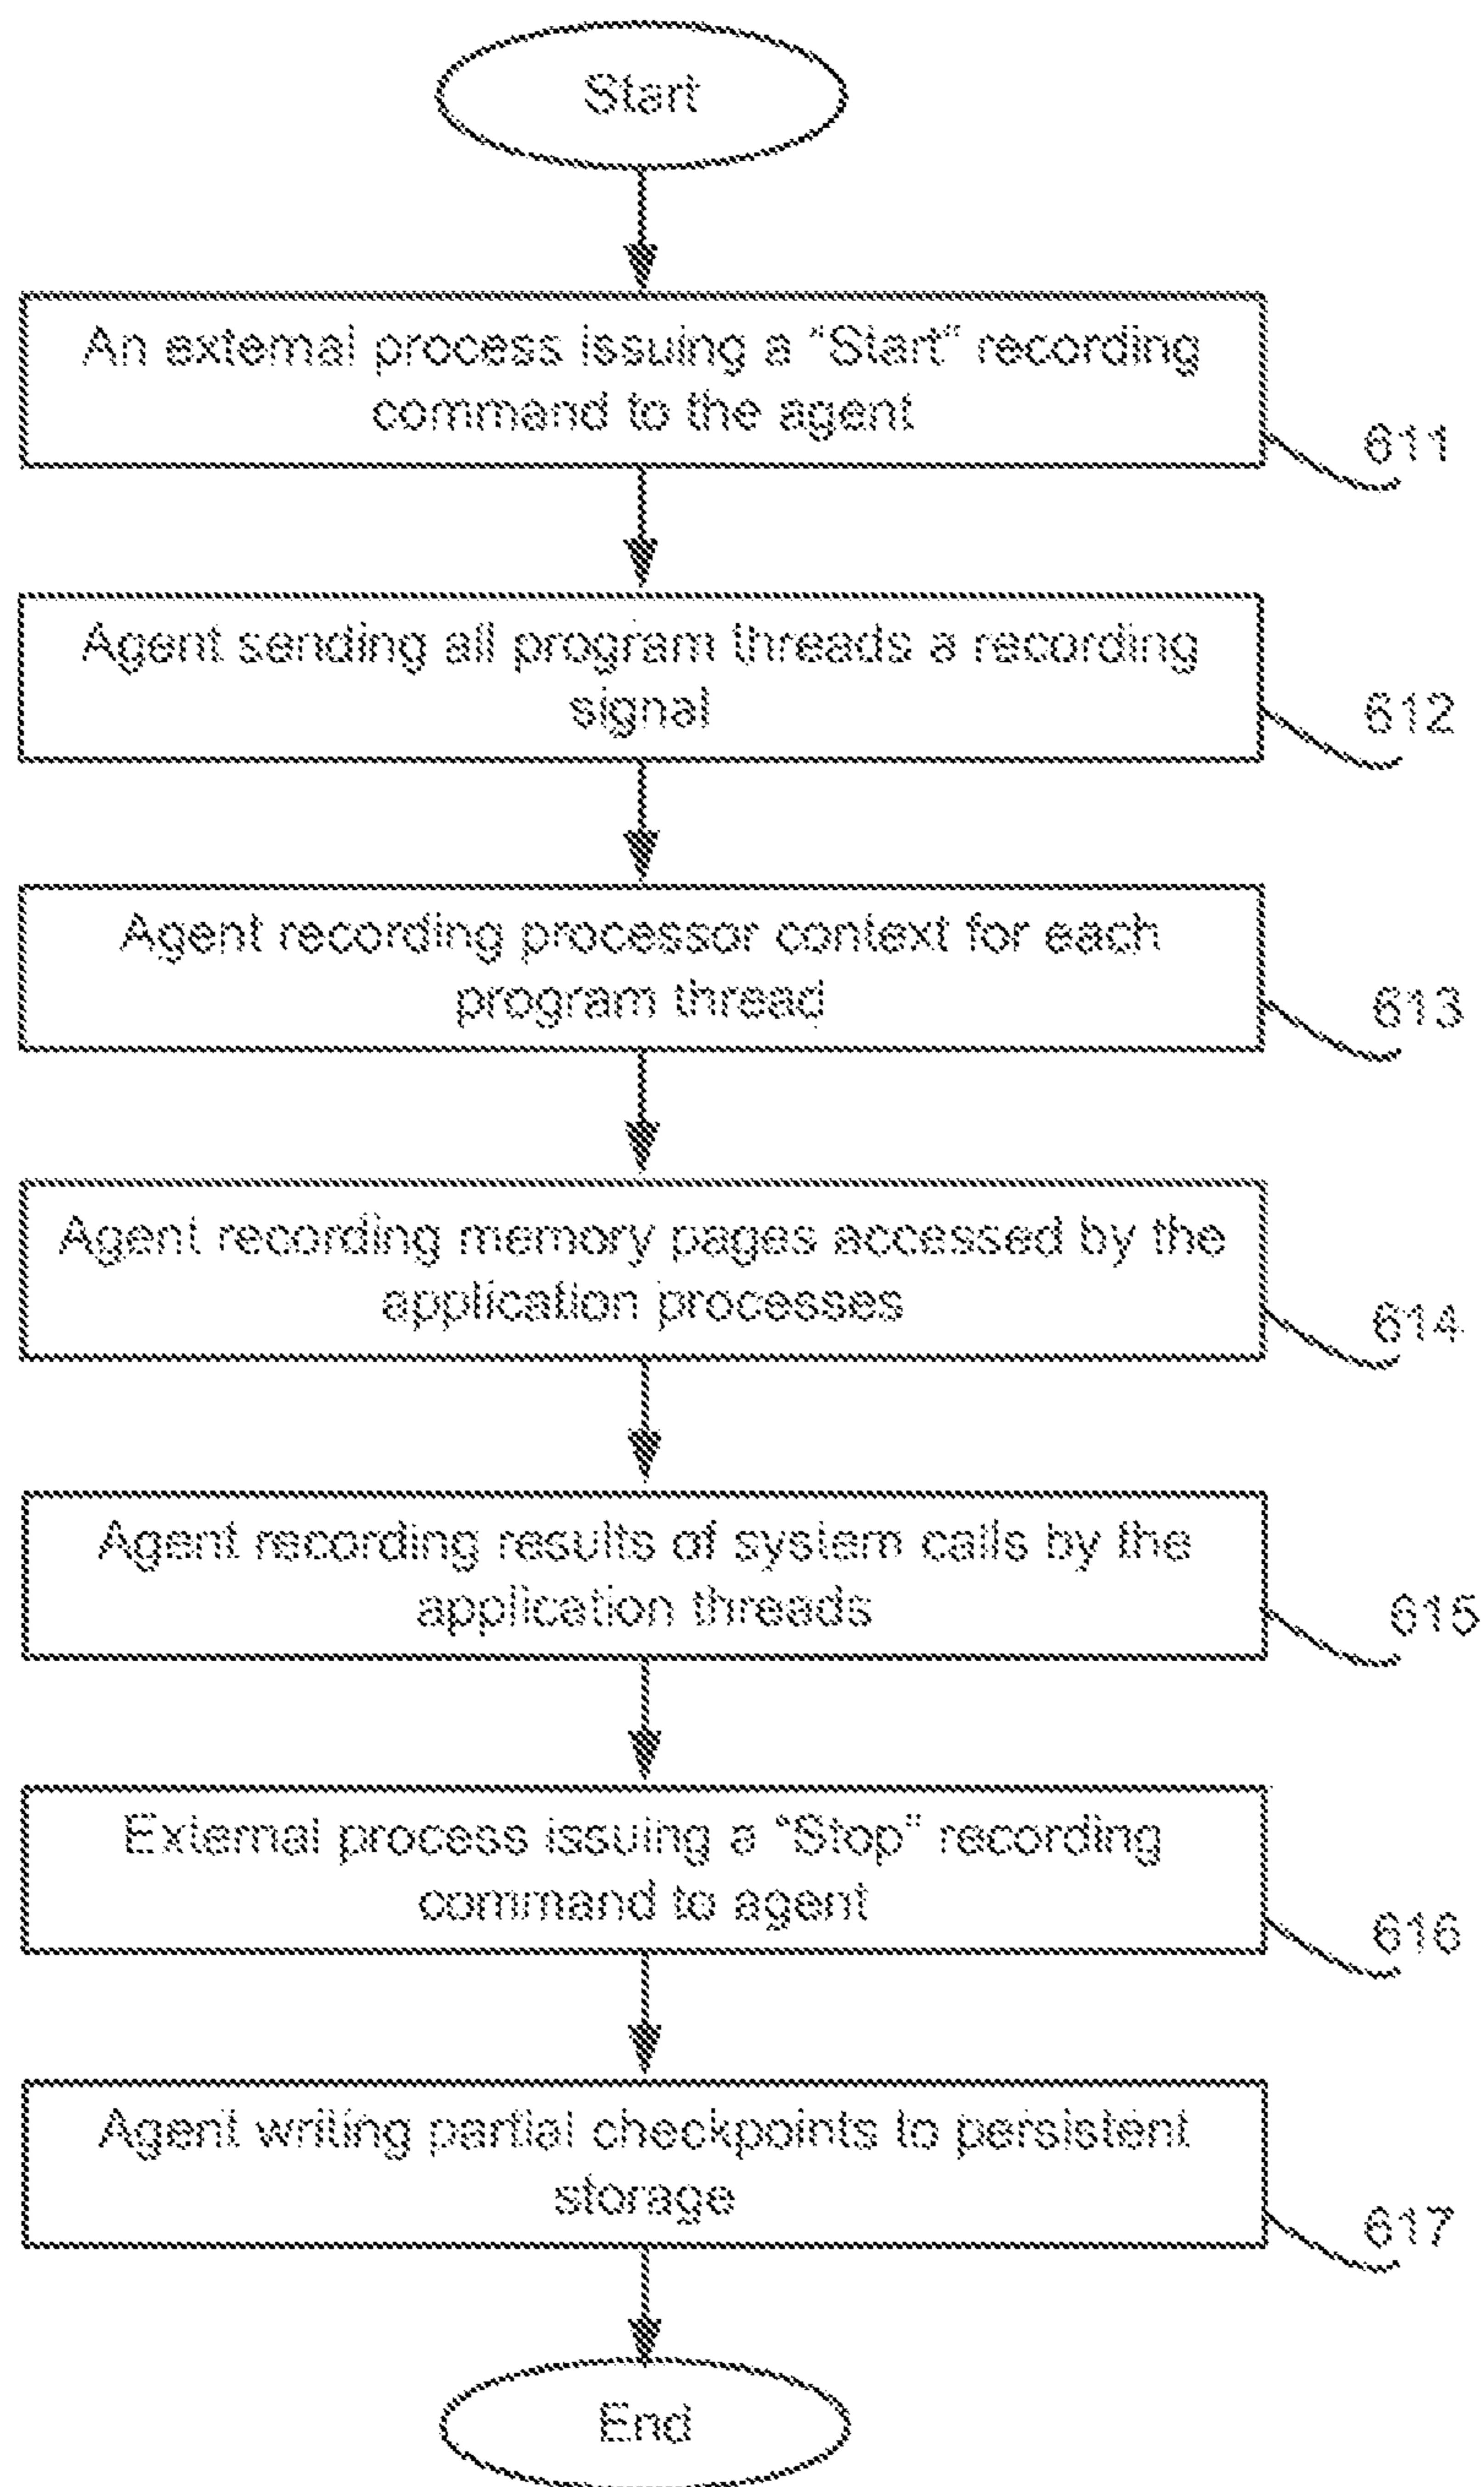 Start
An external process issuing a “Start” recording
command to the agent
611
Agent sending all program threads a recording
signal
612
Agent recording processor context for each
program thread
613
Agent recording memory pages accessed by the
application processes
614
Agent recording results of system calls by the
application threads
615
External process issuing a “Stop” recording
command to agent
616
Agent writing partial checkpoints to persistent
storage
617
End